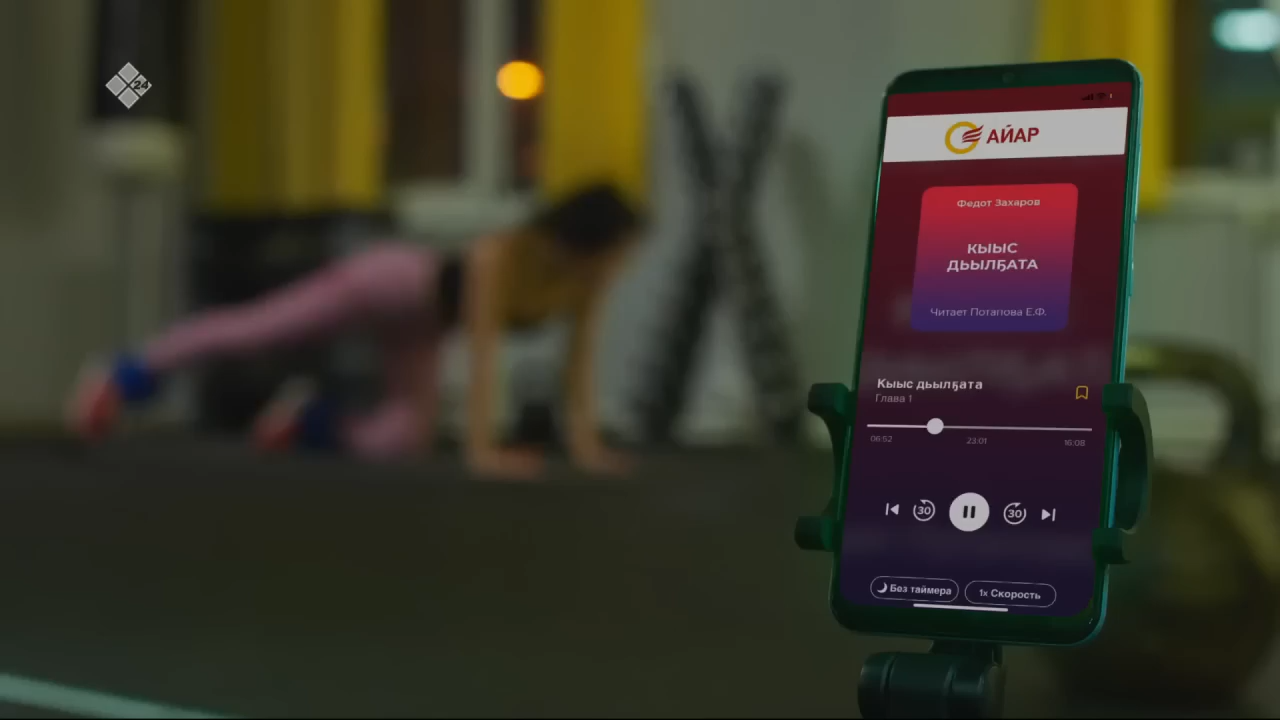 24
АЙАР
Федот Захаров
КЫЫС
ДЬЫЛҔАТА
Читает Потапова Е.Ф.
Кыыс дьылҕата
Глава 1
06:52 23:01 16:08
30 30
Без таймера 1x Скорость